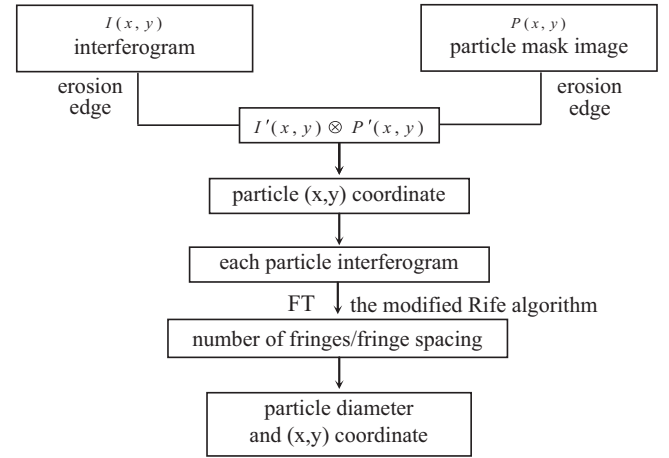 I(x, y)
interferogram
P(x, y)
particle mask image
erosion
edge
erosion
edge
I′(x, y) ⊗ P′(x, y)
particle (x,y) coordinate
each particle interferogram
FT the modified Rife algorithm
number of fringes/fringe spacing
particle diameter
and (x,y) coordinate